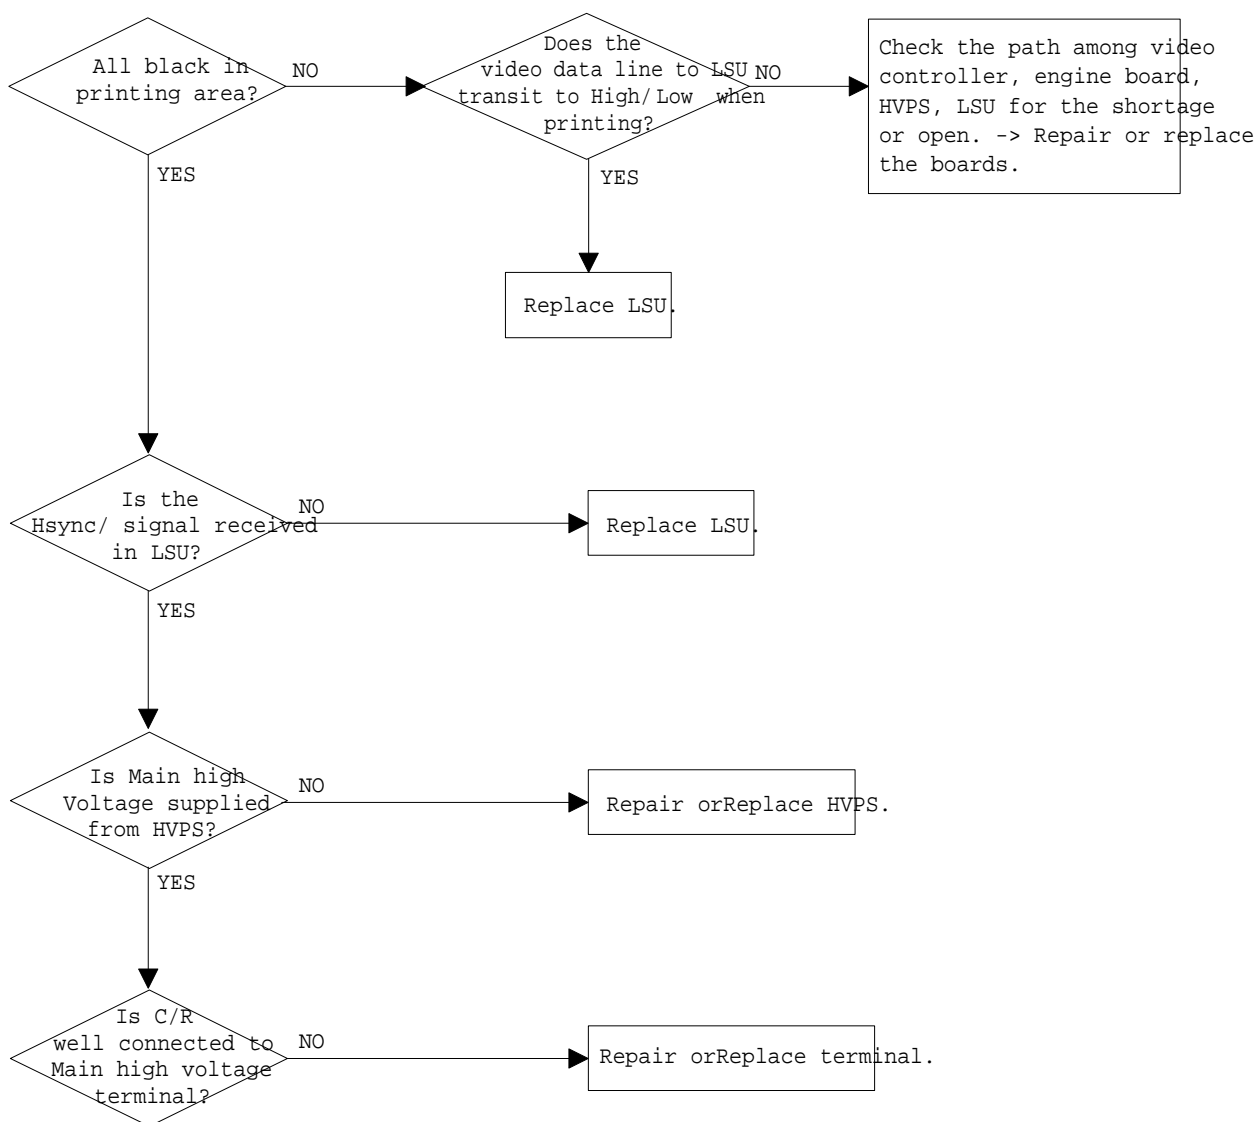 All black in
printing area?
NO
Does the
video data line to LSU
transit to High/Low when
printing?
NO
Check the path among video
controller, engine board,
HVPS, LSU for the shortage
or open. -> Repair or replace
the boards.
YES
YES
Replace LSU.
Is the
Hsync/ signal received
in LSU?
NO
Replace LSU.
YES
Is Main high
Voltage supplied
from HVPS?
NO
Repair orReplace HVPS.
YES
Is C/R
well connected to
Main high voltage
terminal?
NO
Repair orReplace terminal.